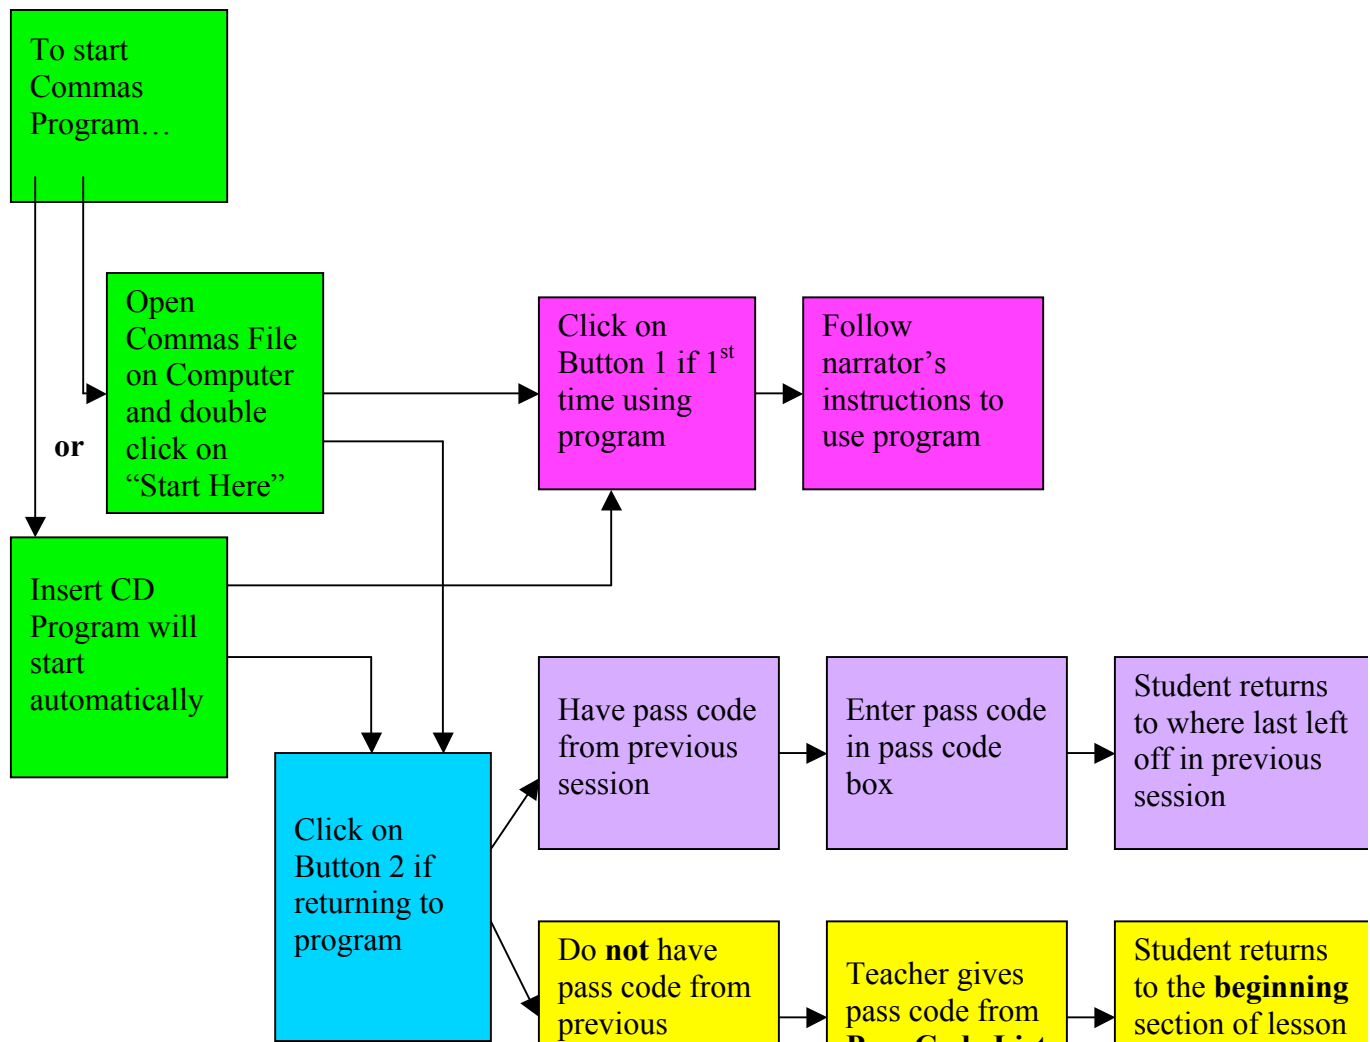 To start
Commas
Program…
Open
Commas File
on Computer
and double
click on
“Start Here”
or
Click on
Button 1 if 1st
time using
program
Follow
narrator’s
instructions to
use program
Insert CD
Program will
start
automatically
Have pass code
from previous
session
Enter pass code
in pass code
box
Student returns
to where last left
off in previous
session
Click on
Button 2 if
returning to
program
Do not have
pass code from
previous
Teacher gives
pass code from
Pass Code List
Student returns
to the beginning
section of lesson